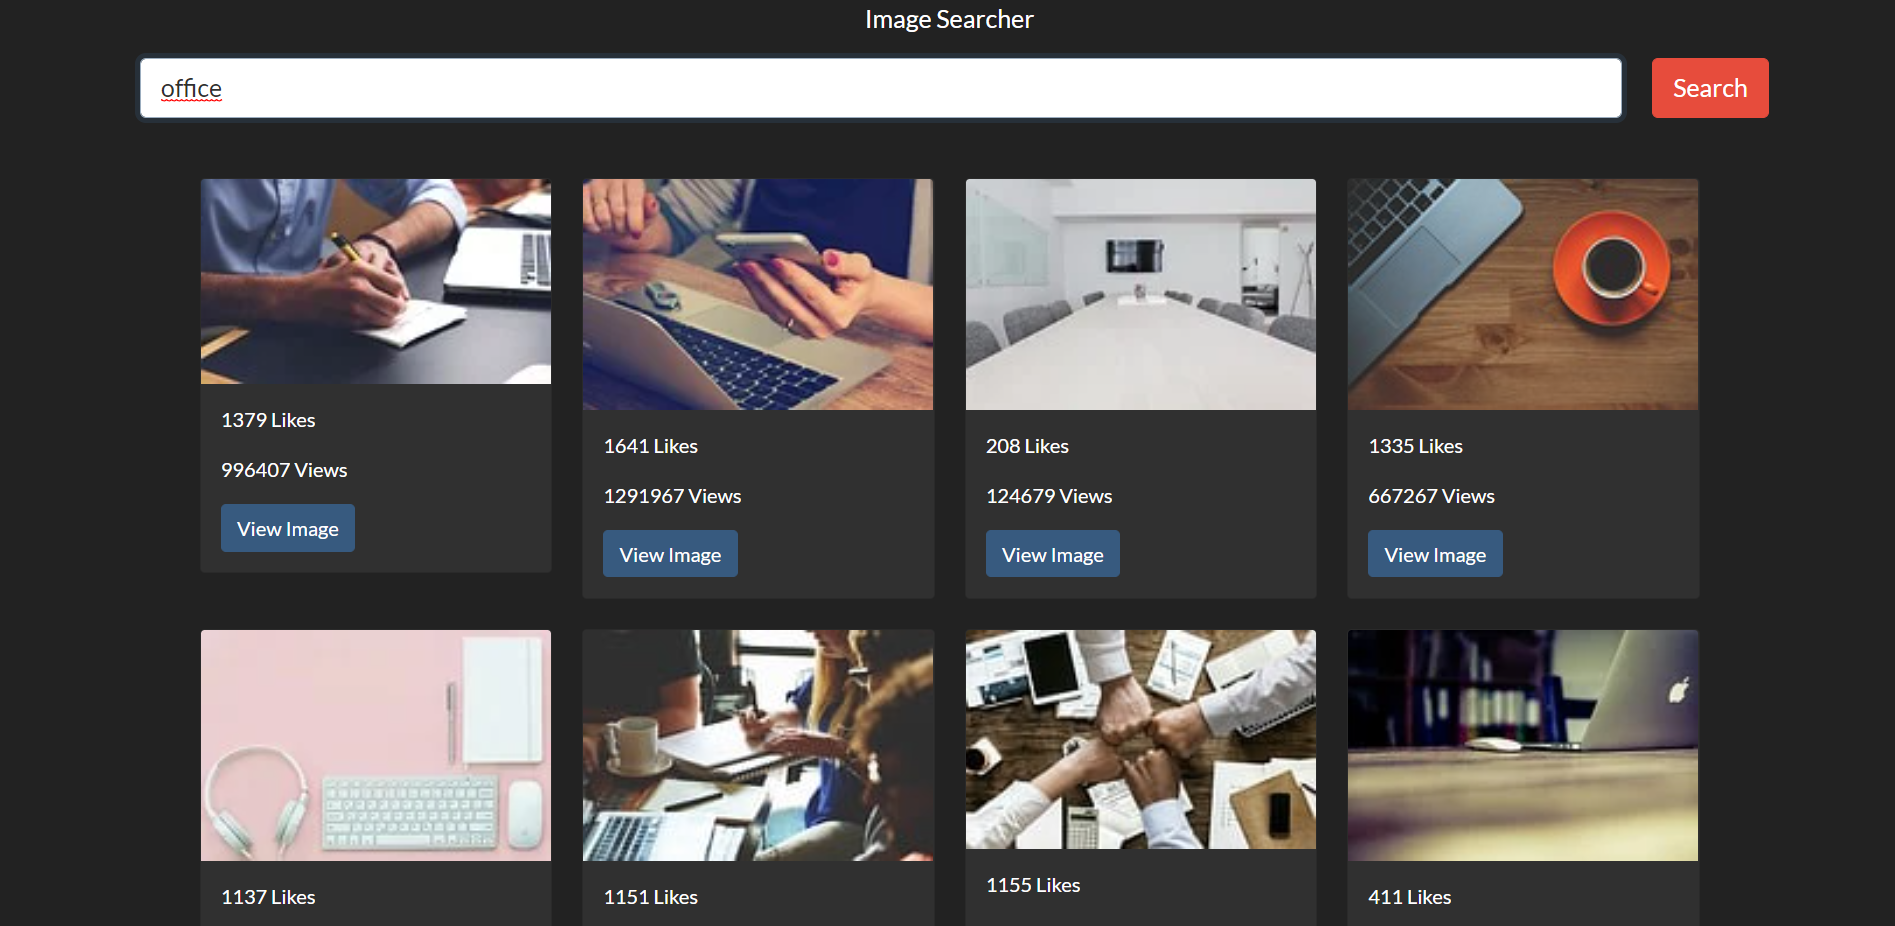 Image Searcher
office
Search
1379 Likes
996407 Views
View Image
1641 Likes
1291967 Views
View Image
208 Likes
124679 Views
View Image
1335 Likes
667267 Views
View Image
1137 Likes
1151 Likes
1155 Likes
411 Likes